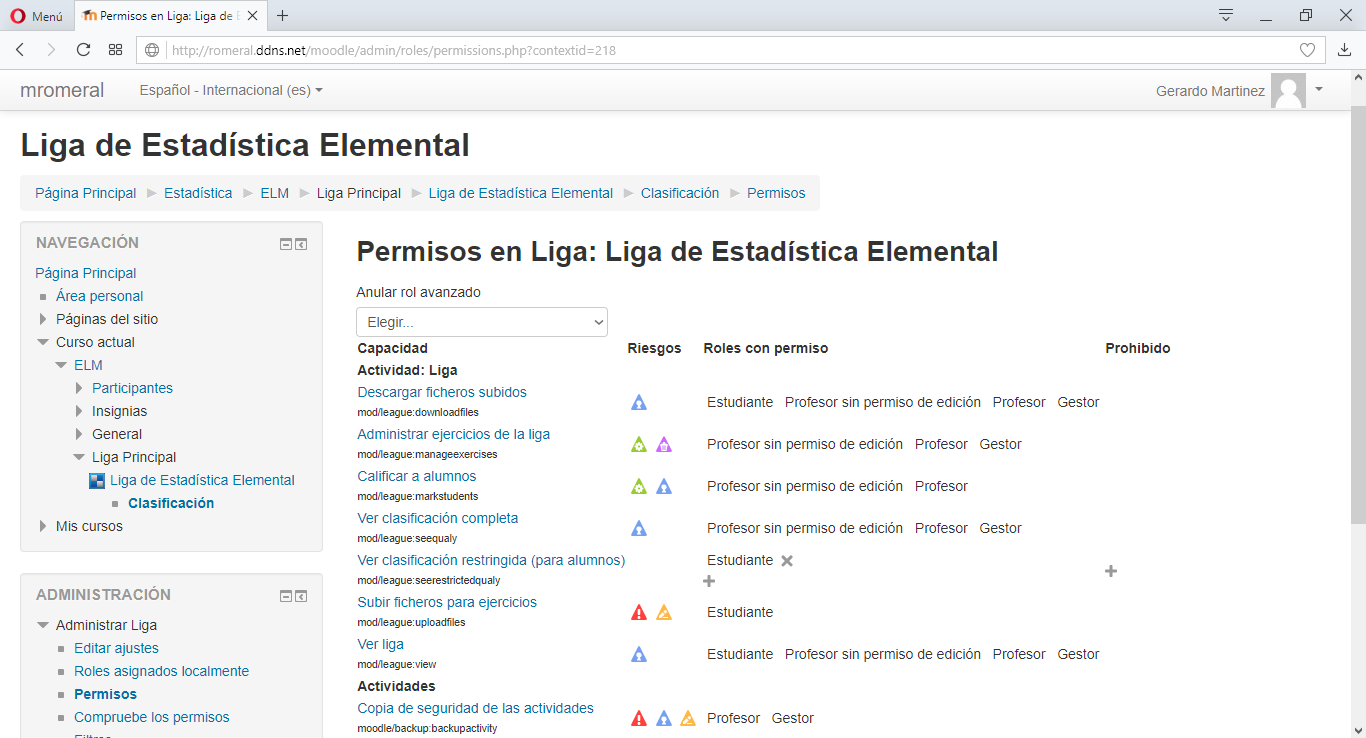 Menú
Permisos en Liga: Liga de
http://romeral.ddns.net/moodle/admin/roles/permissions.php?contextid=218
mromeral
Español - Internacional (es)
Gerardo Martinez
Liga de Estadística Elemental
Página Principal Estadística ELM Liga Principal Liga de Estadística Elemental Clasificación Permisos
NAVEGACIÓN
Página Principal
Área personal
Páginas del sitio
Curso actual
ELM
Participantes
Insignias
General
Liga Principal
Liga de Estadística Elemental
Clasificación
Mis cursos
ADMINISTRACIÓN
Administrar Liga
Editar ajustes
Roles asignados localmente
Permisos
Compruebe los permisos
Filtros
Permisos en Liga: Liga de Estadística Elemental
Anular rol avanzado
Elegir...
Capacidad Riesgos Roles con permiso Prohibido
Actividad: Liga
Descargar ficheros subidos
mod/league:downloadfiles
Estudiante Profesor sin permiso de edición Profesor Gestor
Administrar ejercicios de la liga
mod/league:manageexercises
Profesor sin permiso de edición Profesor Gestor
Calificar a alumnos
mod/league:markstudents
Profesor sin permiso de edición Profesor
Ver clasificación completa
mod/league:seequaly
Profesor sin permiso de edición Profesor Gestor
Ver clasificación restringida (para alumnos)
mod/league:seerestrictedqualy
Estudiante
Subir ficheros para ejercicios
mod/league:uploadfiles
Estudiante
Ver liga
mod/league:view
Estudiante Profesor sin permiso de edición Profesor Gestor
Actividades
Copia de seguridad de las actividades
moodle/backup:backupactivity
Profesor Gestor